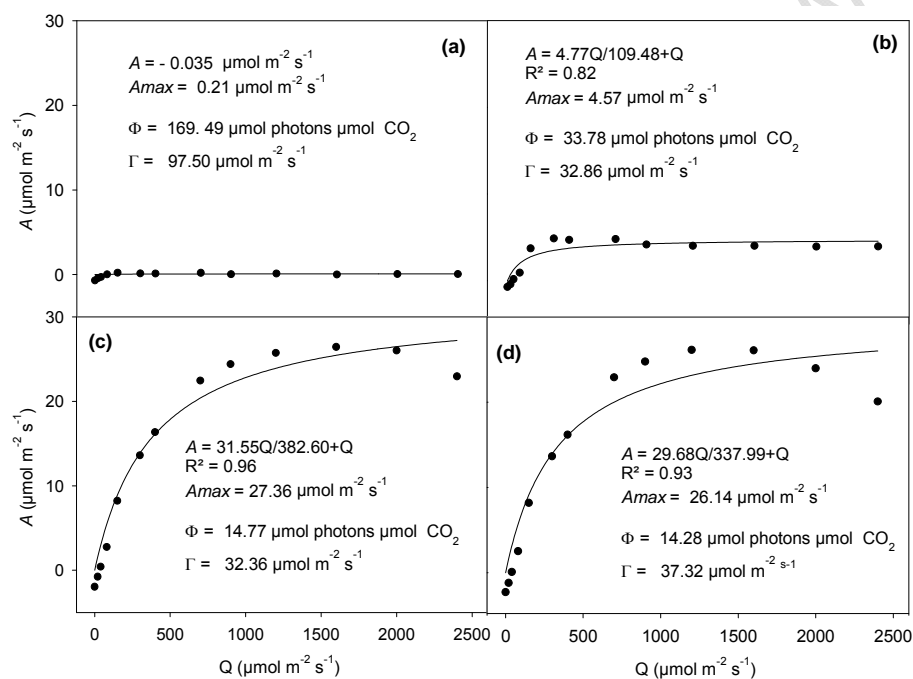 (a)
A = - 0.035 µmol m⁻² s⁻¹
Amax = 0.21 µmol m⁻² s⁻¹
Φ = 169. 49 µmol photons µmol CO₂
Γ = 97.50 µmol m⁻² s⁻¹
(b)
A = 4.77Q/109.48+Q
R² = 0.82
Amax = 4.57 µmol m⁻² s⁻¹
Φ = 33.78 µmol photons µmol CO₂
Γ = 32.86 µmol m⁻² s⁻¹
30
20
10
0
A (µmol m⁻² s⁻¹)
(c)
A = 31.55Q/382.60+Q
R² = 0.96
Amax = 27.36 µmol m⁻² s⁻¹
Φ = 14.77 µmol photons µmol CO₂
Γ = 32.36 µmol m⁻² s⁻¹
(d)
A = 29.68Q/337.99+Q
R² = 0.93
Amax = 26.14 µmol m⁻² s⁻¹
Φ = 14.28 µmol photons µmol CO₂
Γ = 37.32 µmol m⁻² s⁻¹
30
20
10
0
A (µmol m⁻² s⁻¹)
0 500 1000 1500 2000 2500
0 500 1000 1500 2000 2500
Q (µmol m⁻² s⁻¹)
Q (µmol m⁻² s⁻¹)